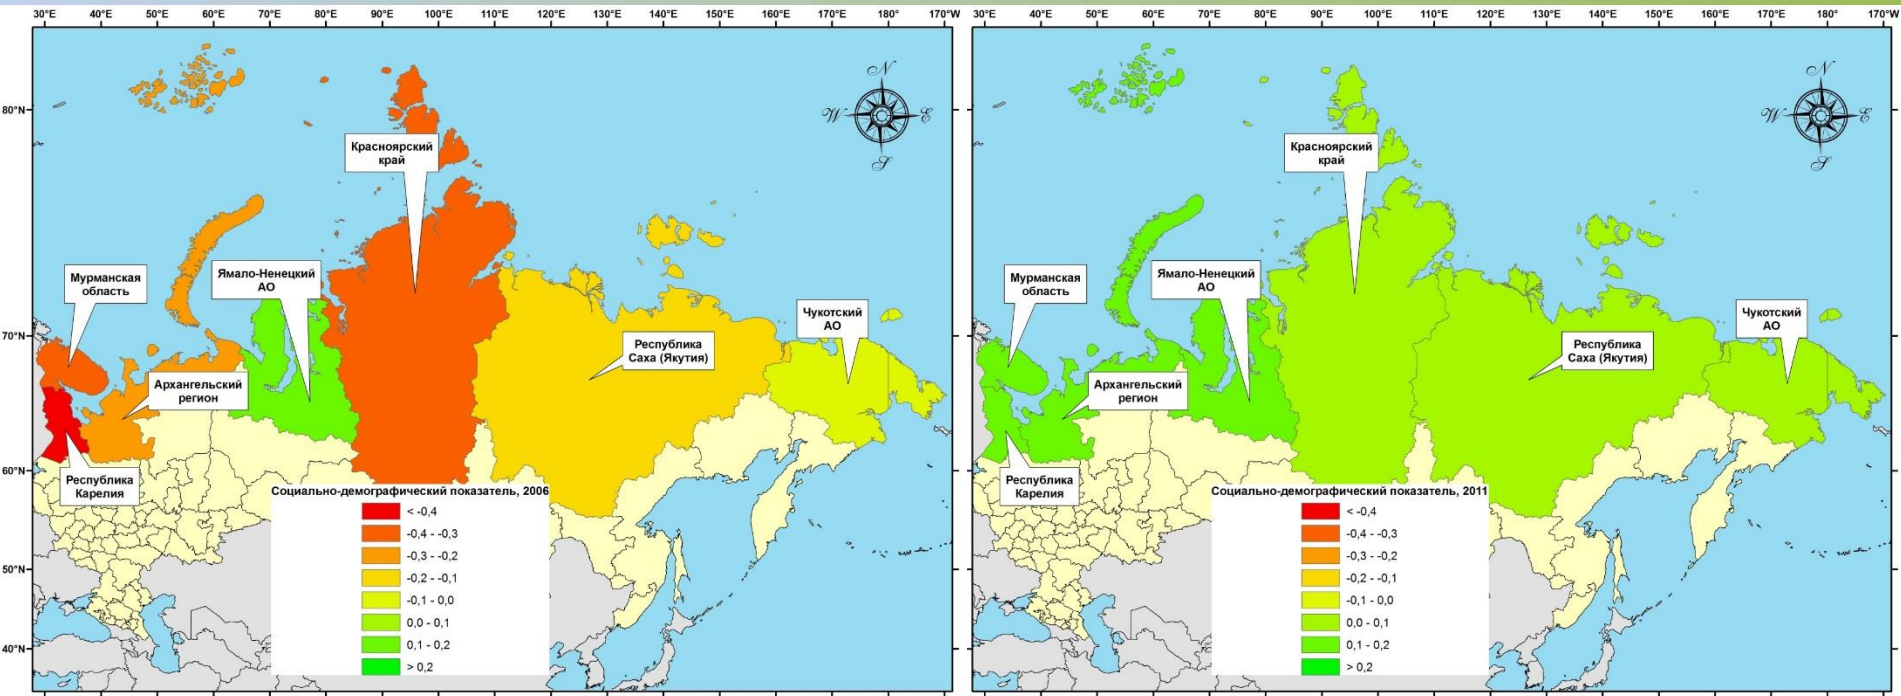 30°E 40°E 50°E 60°E 70°E 80°E 90°E 100°E 110°E 120°E 130°E 140°E 150°E 160°E 170°E 180° 170°W
80°N
70°N
60°N
50°N
40°N
N
W
E
S
Красноярский
край
Мурманская
область
Ямало-Ненецкий
АО
Чукотский
АО
Республика
Саха (Якутия)
Архангельский
регион
Республика
Карелия
Социально-демографический показатель, 2006
< -0,4
-0,4 - -0,3
-0,3 - -0,2
-0,2 - -0,1
-0,1 - 0,0
0,0 - 0,1
0,1 - 0,2
> 0,2
30°E 40°E 50°E 60°E 70°E 80°E 90°E 100°E 110°E 120°E 130°E 140°E 150°E 160°E 170°E 180° 170°W
N
W
E
S
Красноярский
край
Мурманская
область
Ямало-Ненецкий
АО
Чукотский
АО
Республика
Саха (Якутия)
Архангельский
регион
Республика
Карелия
Социально-демографический показатель, 2011
< -0,4
-0,4 - -0,3
-0,3 - -0,2
-0,2 - -0,1
-0,1 - 0,0
0,0 - 0,1
0,1 - 0,2
> 0,2